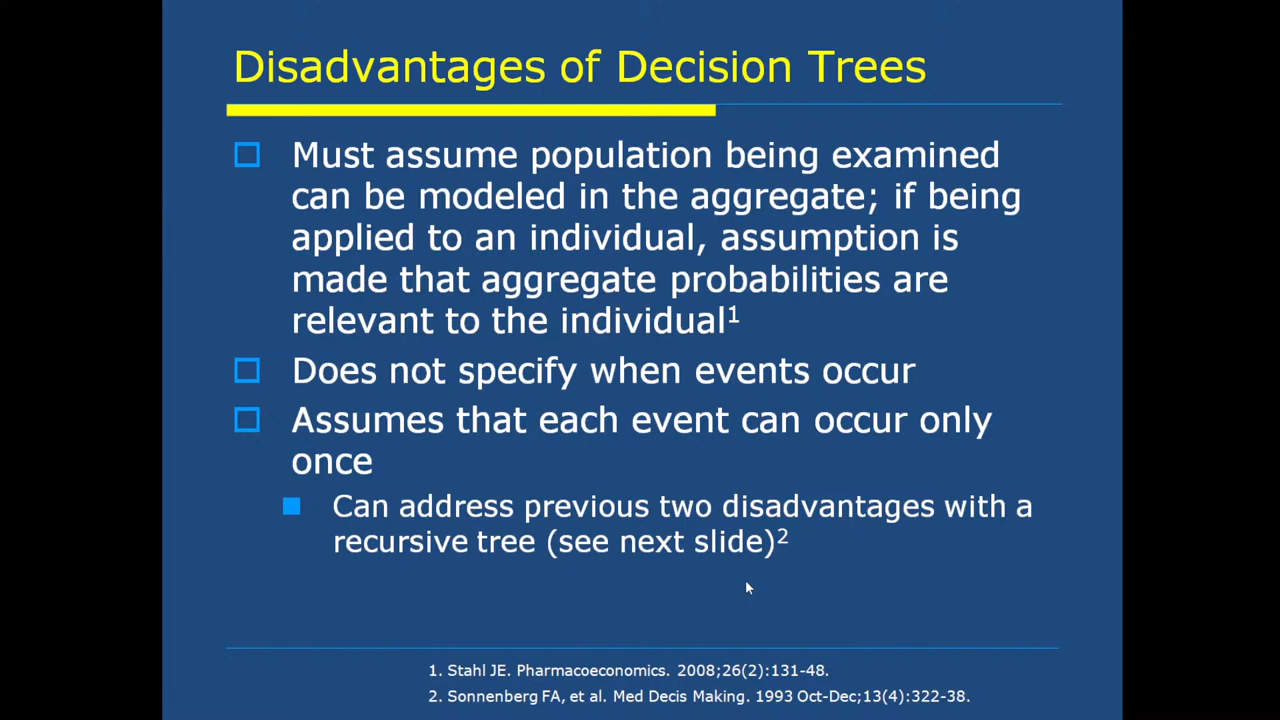 Disadvantages of Decision Trees
Must assume population being examined
can be modeled in the aggregate; if being
applied to an individual, assumption is
made that aggregate probabilities are
relevant to the individual¹
Does not specify when events occur
Assumes that each event can occur only
once
Can address previous two disadvantages with a
recursive tree (see next slide)²
1. Stahl JE. Pharmacoeconomics. 2008;26(2):131-48.
2. Sonnenberg FA, et al. Med Decis Making. 1993 Oct-Dec;13(4):322-38.